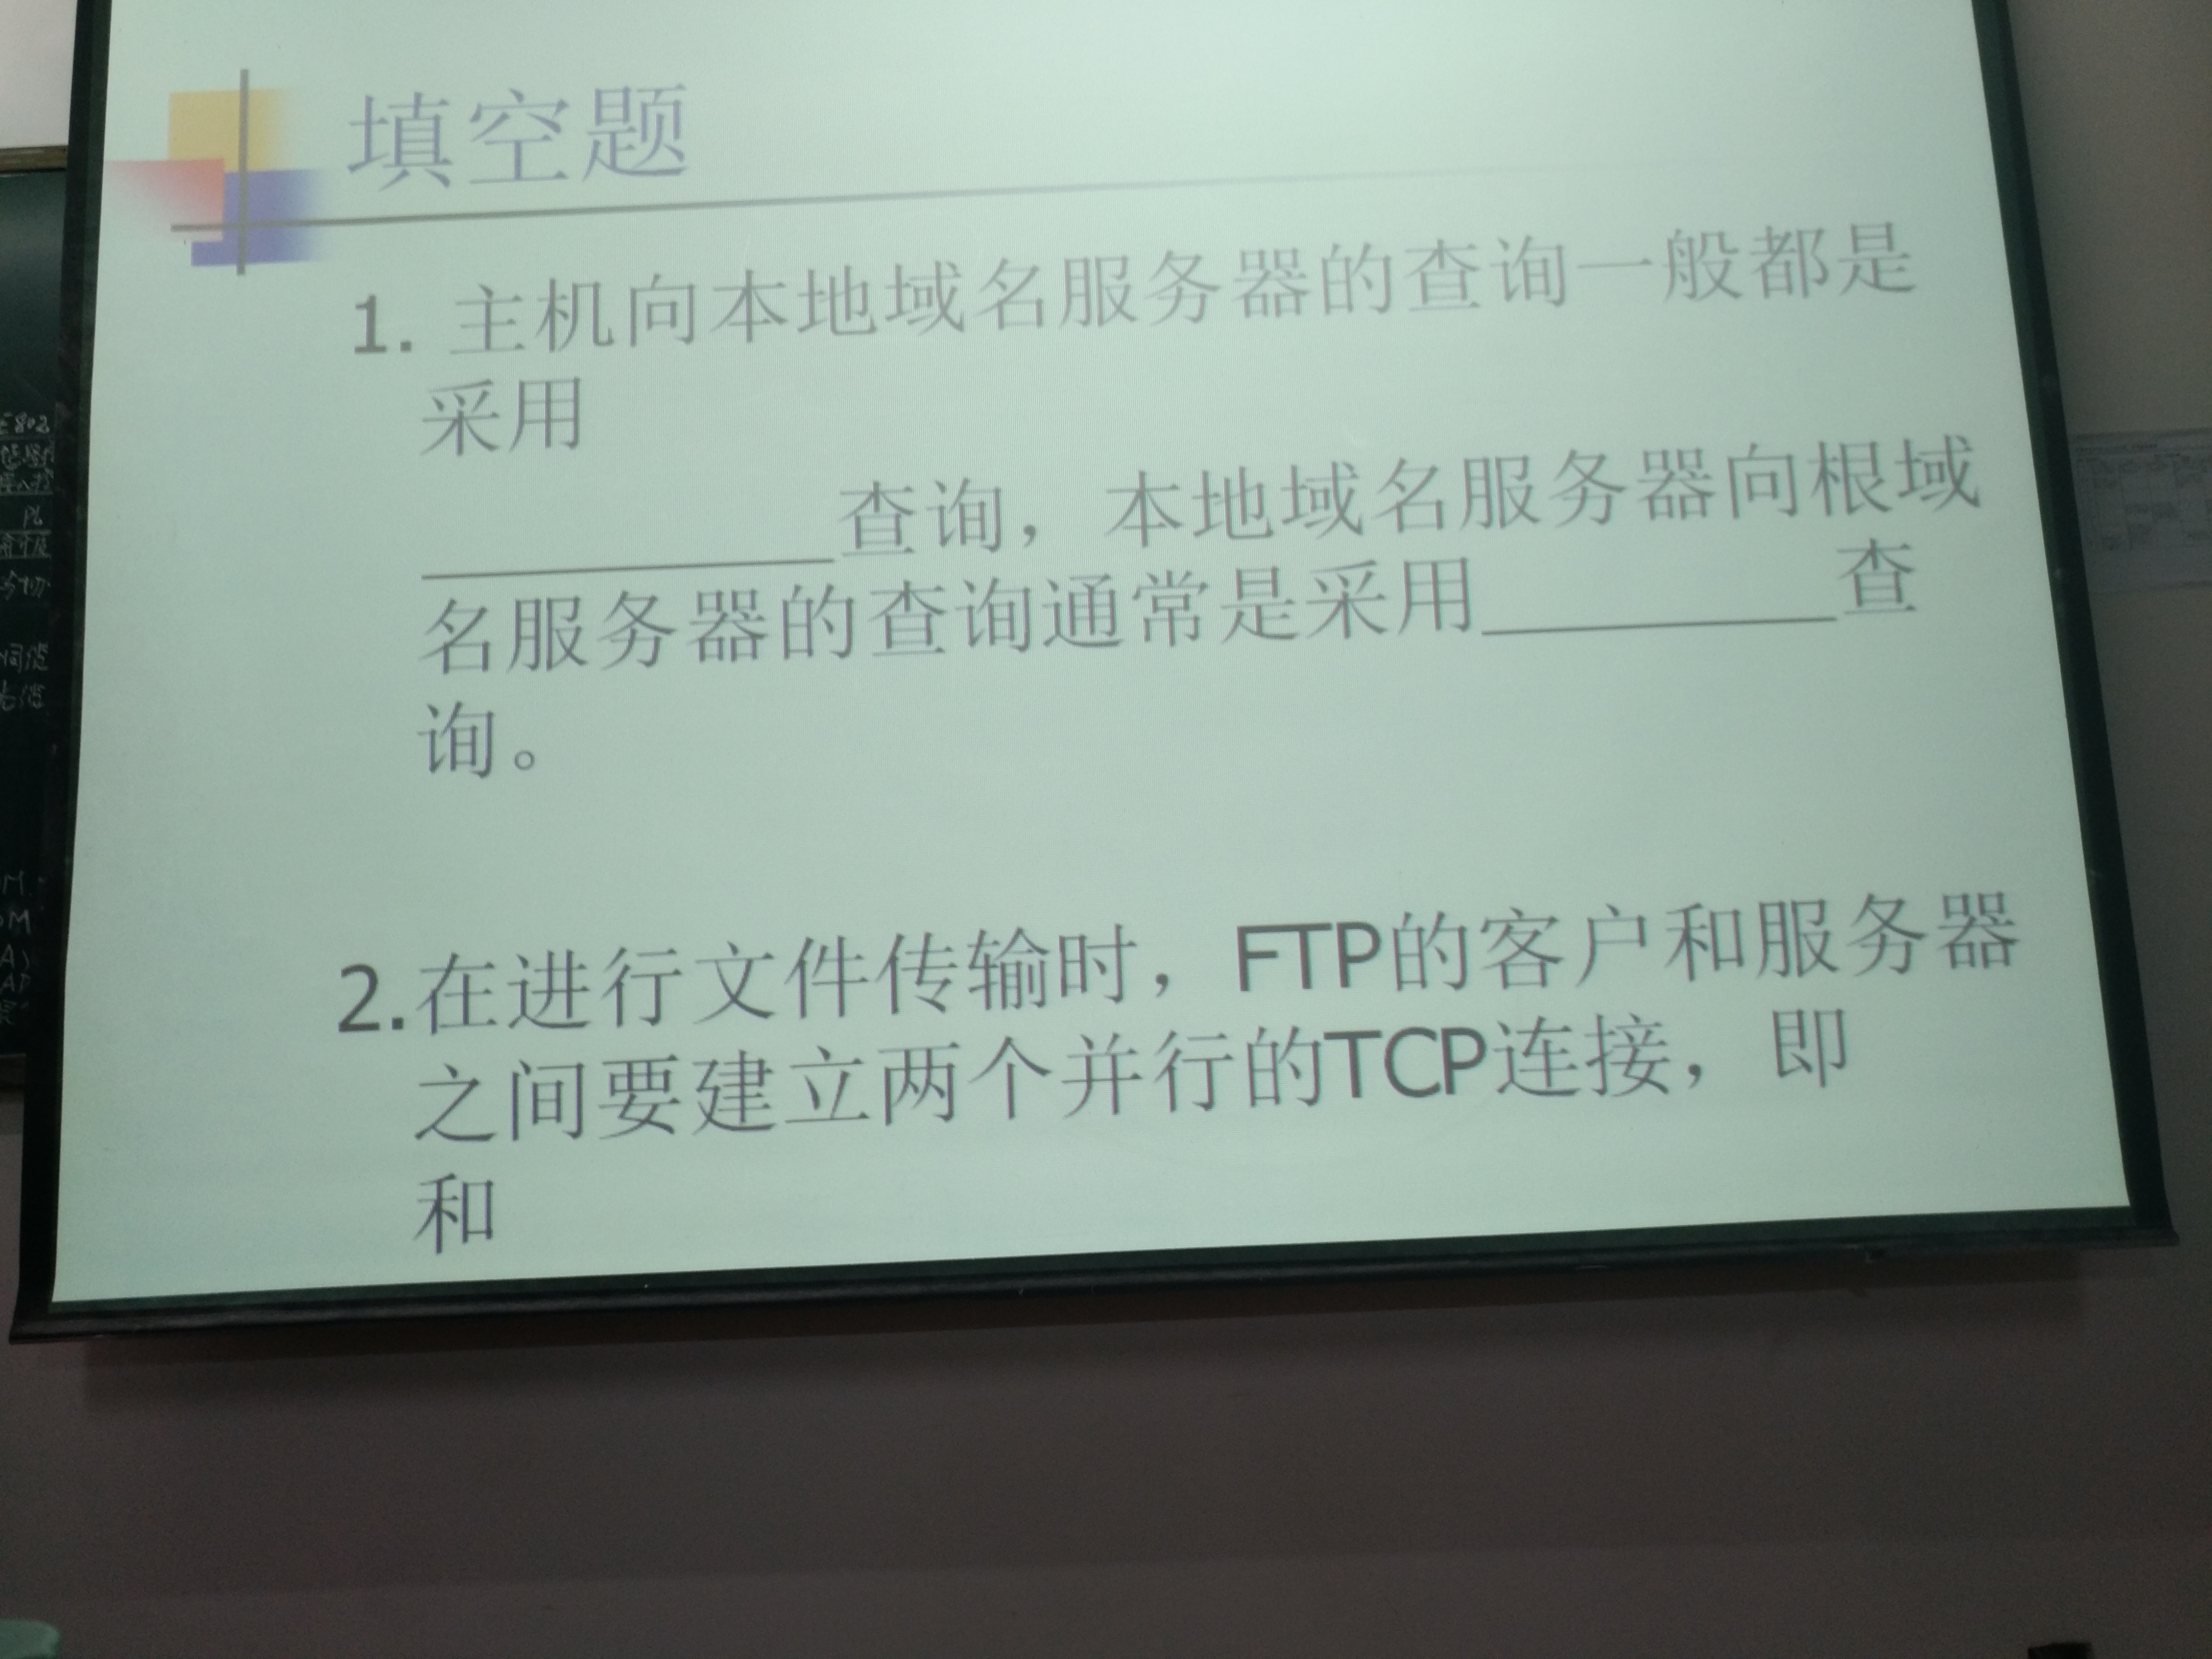 填空题
1. 主机向本地域名服务器的查询一般都是
采用
__________查询，本地域名服务器向根域
名服务器的查询通常是采用_________查
询。
2.在进行文件传输时，FTP的客户和服务器
之间要建立两个并行的TCP连接，即
和
802
PL